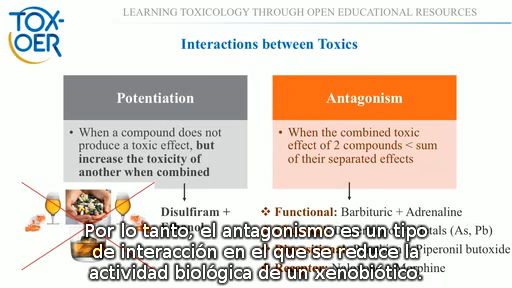 TOX-
OER
LEARNING TOXICOLOGY THROUGH OPEN EDUCATIONAL RESOURCES
Interactions between Toxics
Potentiation
• When a compound does not
produce a toxic effect, but
increase the toxicity of
another when combined
Disulfiram +
Antagonism
• When the combined toxic
effect of 2 compounds < sum
of their separated effects
❖ Functional: Barbituric + Adrenaline
tals (As, Pb)
Piperonil butoxide
Por lo tanto, el antagonismo es un tipo
de interacción en el que se reduce la
actividad biológica de un xenobiótico.